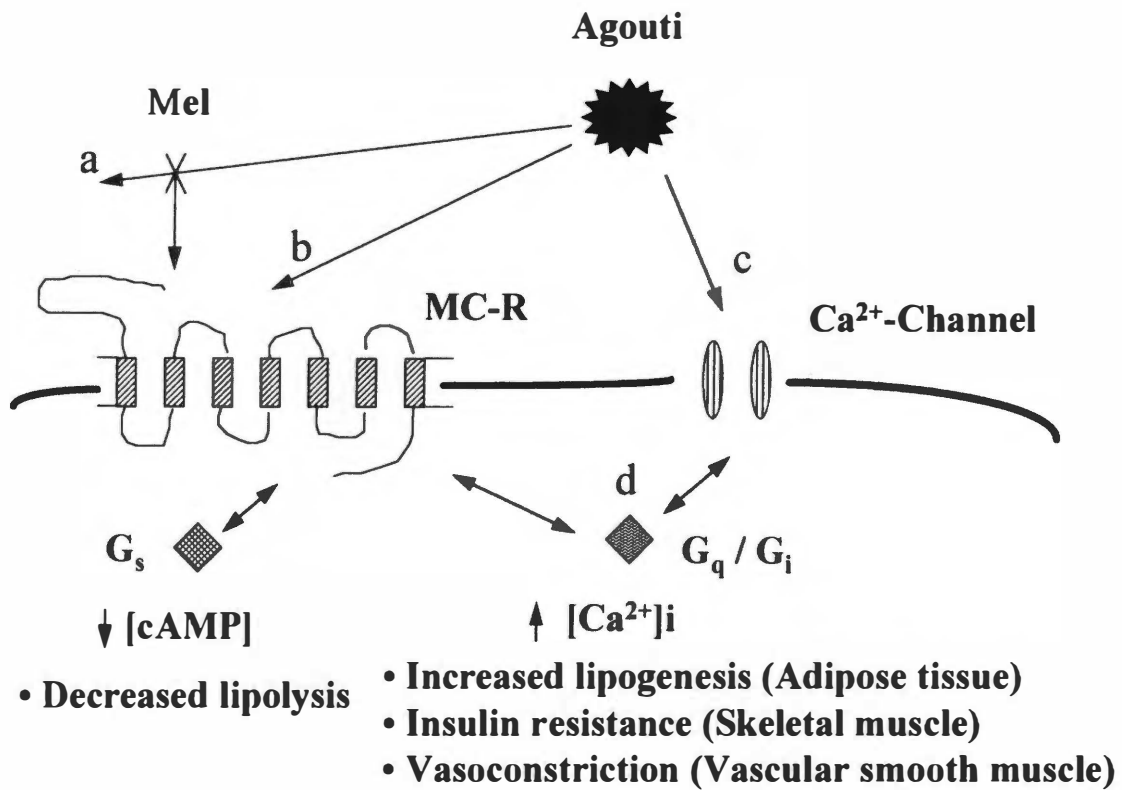 Agouti
Mel
a
b
c
MC-R
Ca²⁺-Channel
d
Gₛ
G_q / Gᵢ
↓ [cAMP]
↑ [Ca²⁺]i
• Decreased lipolysis
• Increased lipogenesis (Adipose tissue)
• Insulin resistance (Skeletal muscle)
• Vasoconstriction (Vascular smooth muscle)